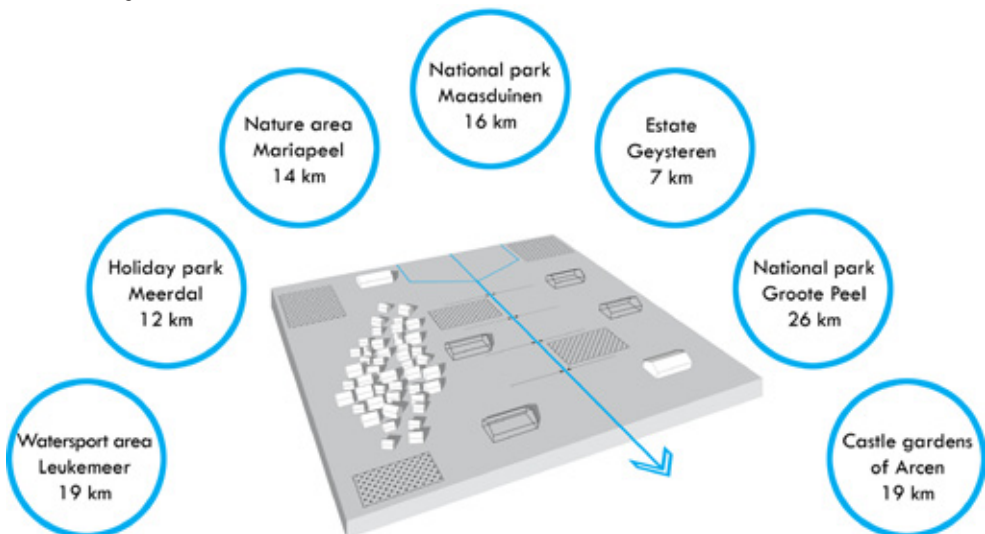 National park
Maasduinen
16 km
Nature area
Mariapeel
14 km
Estate
Geysteren
7 km
Holiday park
Meerdal
12 km
National park
Groote Peel
26 km
Watersport area
Leukemeer
19 km
Castle gardens
of Arcen
19 km